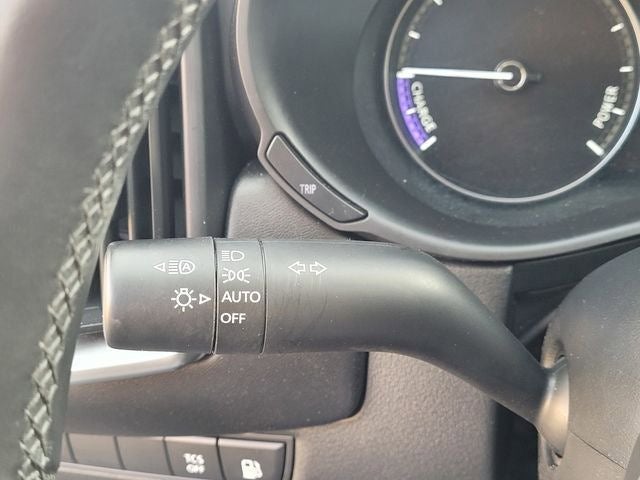 CHARGE
POWER
TRIP
A
AUTO
OFF
TCS
OFF